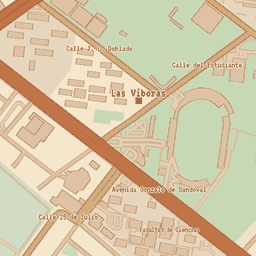 Calle J. L. Doblado
Calle del Estudiante
Las Víboras
Avenida Gonzalo de Sandoval
Calle 25 de Julio
Facultad de Ciencias